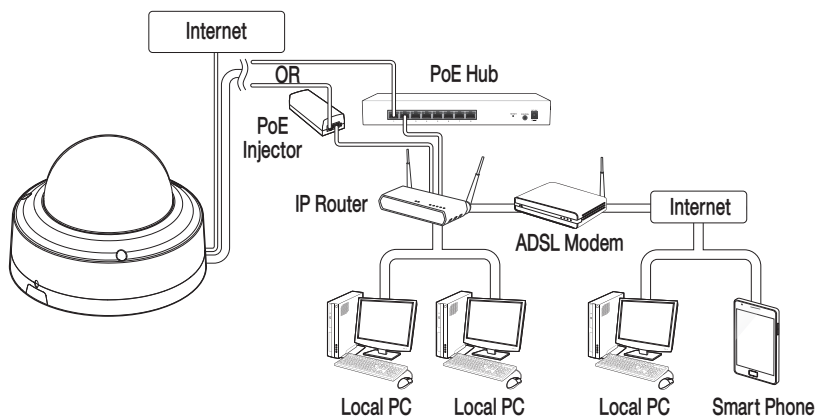 Internet
OR
PoE Hub
PoE
Injector
IP Router
ADSL Modem
Internet
Local PC
Local PC
Local PC
Smart Phone